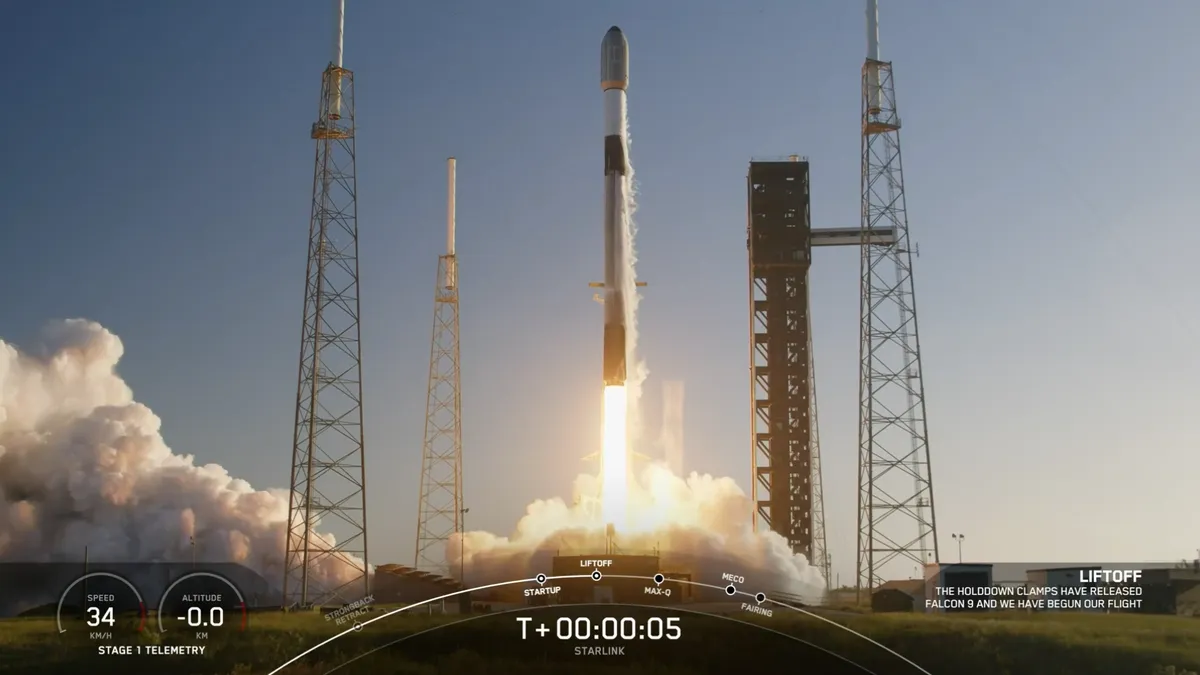 SPEED
34
KM/H
ALTITUDE
-0.0
KM
STAGE 1 TELEMETRY
STRONGBACK
RETRACT
STARTUP
LIFTOFF
MAX-Q
MECO
FAIRING
T+00:00:05
STARLINK
LIFTOFF
THE HOLDDOWN CLAMPS HAVE RELEASED
FALCON 9 AND WE HAVE BEGUN OUR FLIGHT